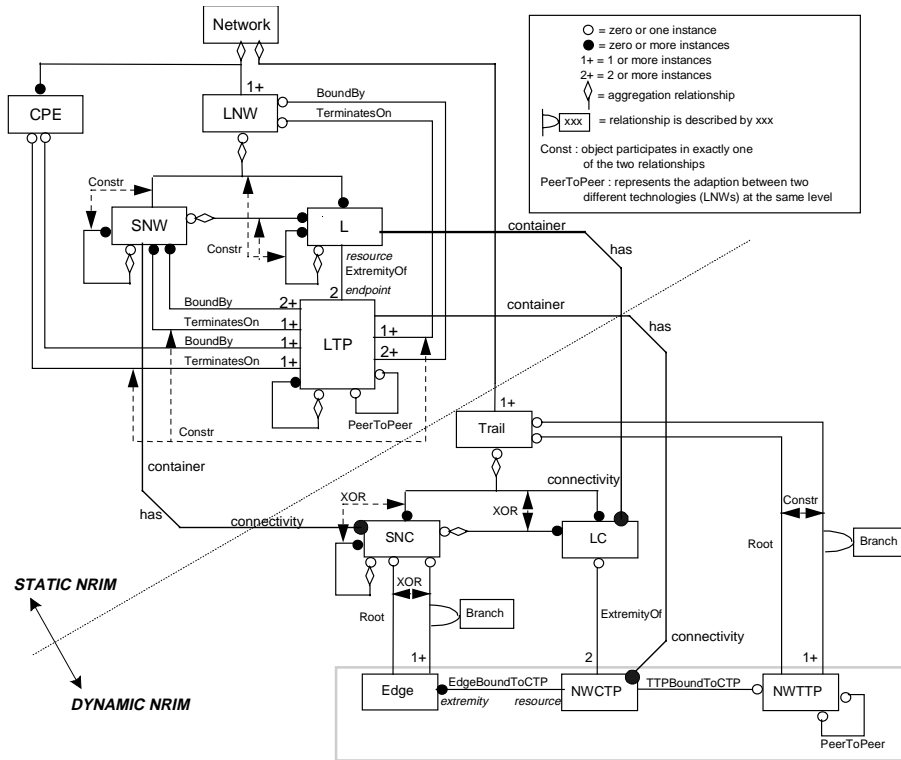 Network
= zero or one instance
= zero or more instances
1+ = 1 or more instances
2+ = 2 or more instances
= aggregation relationship
xxx
= relationship is described by xxx
Const : object participates in exactly one
of the two relationships
PeerToPeer : represents the adaption between two
different technologies (LNWs) at the same level
1+
CPE
LNW
BoundBy
TerminatesOn
Constr
SNW
L
Constr
container
has
resource
ExtremityOf
endpoint
2
container
has
BoundBy
2+
TerminatesOn
1+
BoundBy
1+
TerminatesOn
1+
LTP
1+
2+
PeerToPeer
Constr
1+
Trail
container
has
connectivity
connectivity
XOR
XOR
SNC
LC
Constr
Root
Branch
STATIC NRIM
DYNAMIC NRIM
XOR
Root
Branch
ExtremityOf
connectivity
1+
2
1+
Edge
EdgeBoundToCTP
extremity
resource
NWCTP
TTPBoundToCTP
NWTTP
PeerToPeer